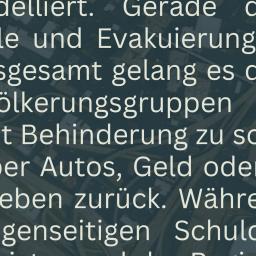 delliert. Gerade d
le und Evakuierung
sgesamt gelang es d
ölkerungsgruppen
t Behinderung zu sc
er Autos, Geld oder
eben zurück. Währe
genseitigen Schuld